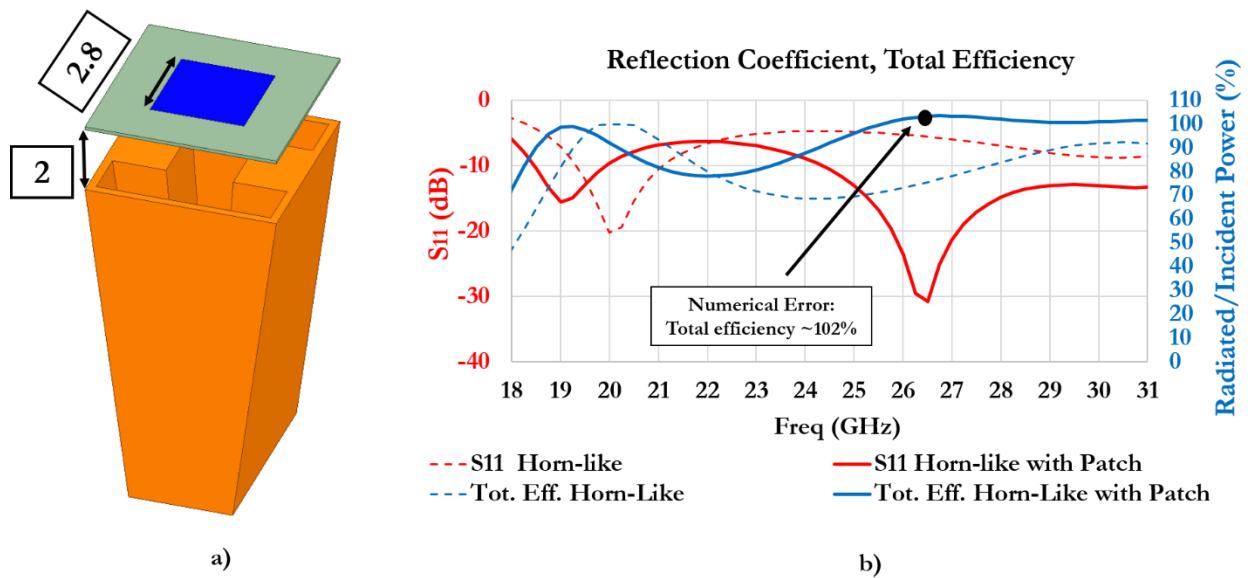 2.8
2
a)
Reflection Coefficient, Total Efficiency
S11 (dB)
0
-10
-20
-30
-40
Radiated/Incident Power (%)
110
100
90
80
70
60
50
40
30
20
10
0
Numerical Error:
Total efficiency ~102%
18 19 20 21 22 23 24 25 26 27 28 29 30 31
Freq (GHz)
S11 Horn-like
S11 Horn-like with Patch
Tot. Eff. Horn-Like
Tot. Eff. Horn-Like with Patch
b)